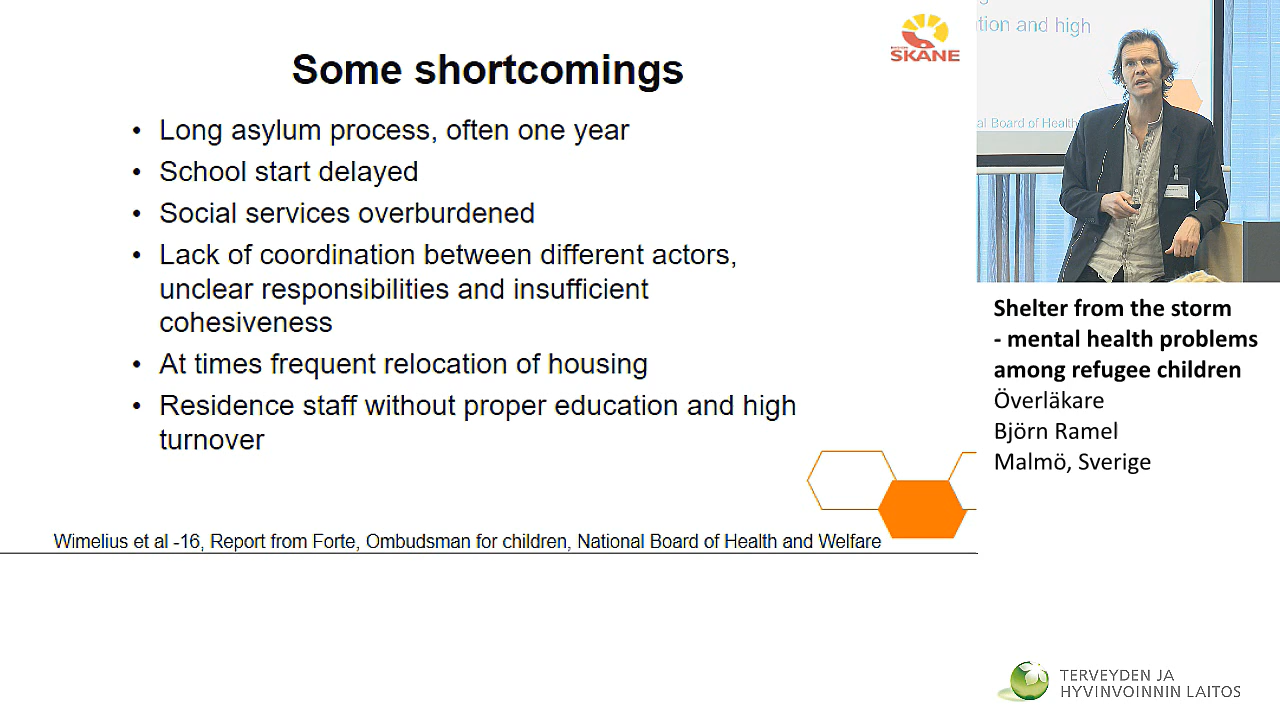 Some shortcomings
SKÅNE
• Long asylum process, often one year
• School start delayed
• Social services overburdened
• Lack of coordination between different actors,
unclear responsibilities and insufficient
cohesiveness
• At times frequent relocation of housing
• Residence staff without proper education and high
turnover
Wimelius et al -16, Report from Forte, Ombudsman for children, National Board of Health and Welfare
tion and high
al Board of Health
Shelter from the storm
- mental health problems
among refugee children
Överläkare
Björn Ramel
Malmö, Sverige
TERVEYDEN JA
HYVINVOINNIN LAITOS